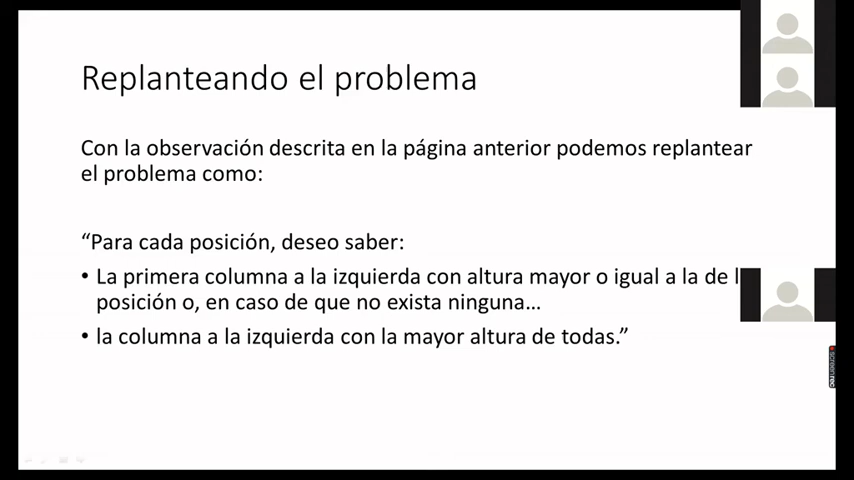 Replanteando el problema
Con la observación descrita en la página anterior podemos replantear
el problema como:
“Para cada posición, deseo saber:
• La primera columna a la izquierda con altura mayor o igual a la de
posición o, en caso de que no exista ninguna…
• la columna a la izquierda con la mayor altura de todas.”
screenrec